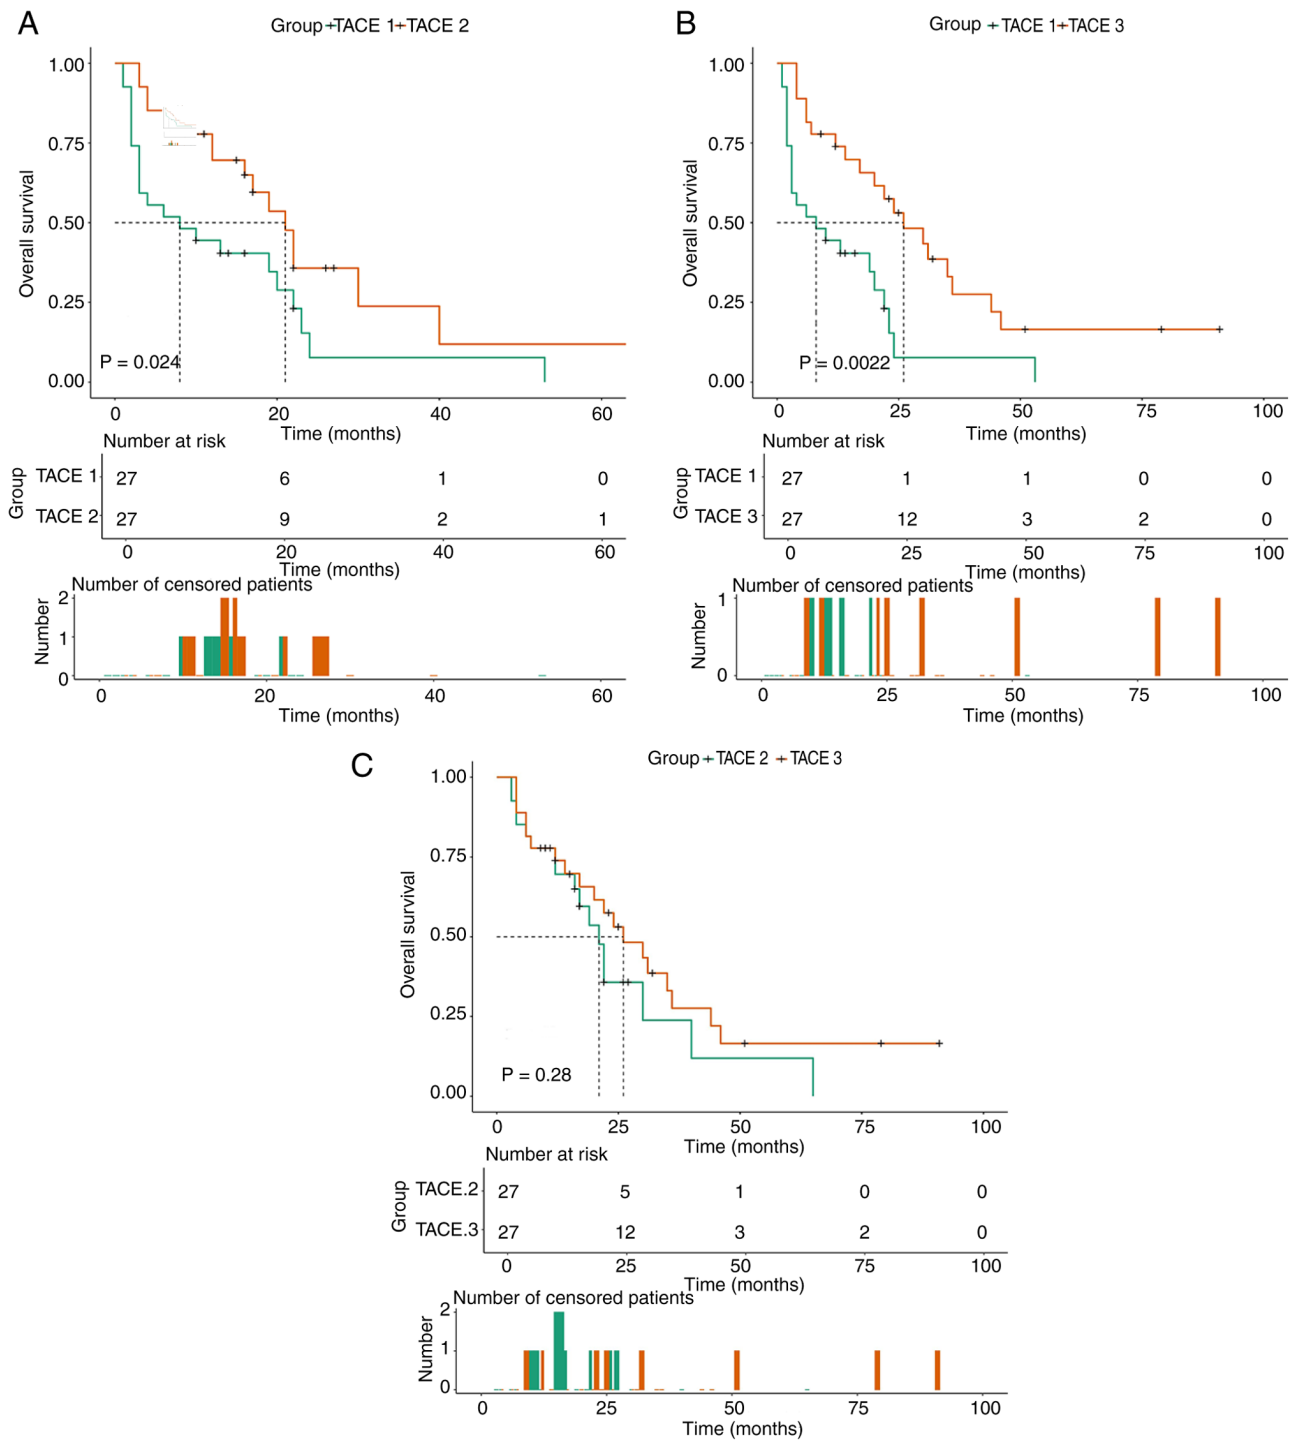 A
Group TACE 1 TACE 2
Overall survival
1.00
0.75
0.50
0.25
0.00
P = 0.024
0 20 40 60
Time (months)
Number at risk
Group
TACE 1 27 6 1 0
TACE 2 27 9 2 1
0 20 40 60
Time (months)
Number of censored patients
Number
2
1
0
0 20 40 60
Time (months)
B
Group TACE 1 TACE 3
Overall survival
1.00
0.75
0.50
0.25
0.00
P = 0.0022
0 25 50 75 100
Time (months)
Number at risk
Group
TACE 1 27 1 1 0 0
TACE 3 27 12 3 2 0
0 25 50 75 100
Time (months)
Number of censored patients
Number
1
0
0 25 50 75 100
Time (months)
C
Group TACE 2 TACE 3
Overall survival
1.00
0.75
0.50
0.25
0.00
P = 0.28
0 25 50 75 100
Time (months)
Number at risk
Group
TACE.2 27 5 1 0 0
TACE.3 27 12 3 2 0
0 25 50 75 100
Time (months)
Number of censored patients
Number
2
1
0
0 25 50 75 100
Time (months)